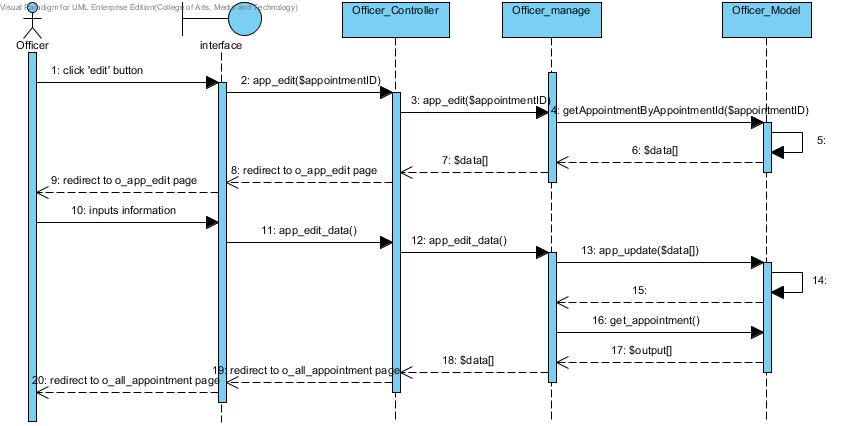 Visual Paradigm for UML Enterprise Edition(College of Arts, Media and Technology)
Officer
interface
Officer_Controller
Officer_manage
Officer_Model
1: click 'edit' button
2: app_edit($appointmentID)
3: app_edit($appointmentID)
4: getAppointmentByAppointmentId($appointmentID)
5:
6: $data[]
7: $data[]
8: redirect to o_app_edit page
9: redirect to o_app_edit page
10: inputs information
11: app_edit_data()
12: app_edit_data()
13: app_update($data[])
14:
15:
16: get_appointment()
17: $output[]
18: $data[]
19: redirect to o_all_appointment page
20: redirect to o_all_appointment page